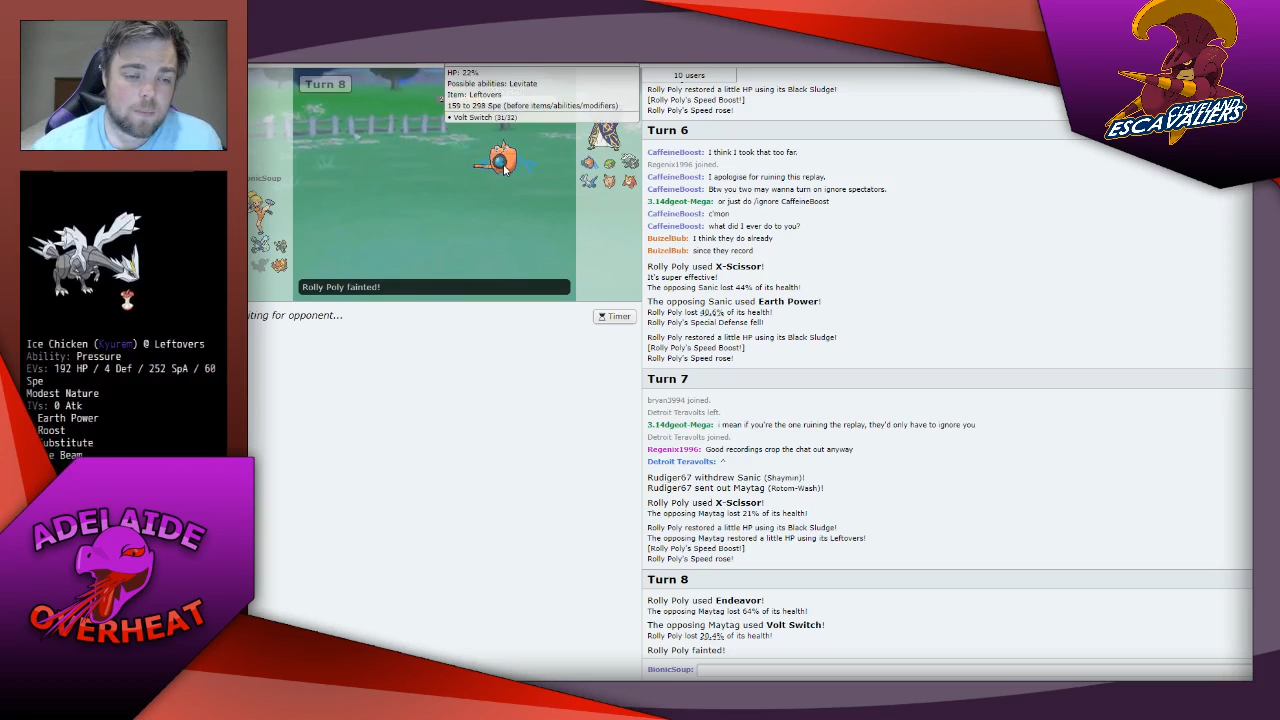 Turn 8
HP: 22%
Possible abilities: Levitate
Item: Leftovers
159 to 298 Spe (before items/abilities/modifiers)
• Volt Switch (31/32)
ionicSoup
Rolly Poly fainted!
iting for opponent...
Timer
10 users
Rolly Poly restored a little HP using its Black Sludge!
[Rolly Poly's Speed Boost!]
Rolly Poly's Speed rose!
Turn 6
CaffeineBoost: I think I took that too far.
Regenix1996 joined.
CaffeineBoost: I apologise for ruining this replay.
CaffeineBoost: Btw you two may wanna turn on ignore spectators.
3.14dgeot-Mega: or just do /ignore CaffeineBoost
CaffeineBoost: c'mon
CaffeineBoost: what did I ever do to you?
BuizelBub: I think they do already
BuizelBub: since they record
Rolly Poly used X-Scissor!
It's super effective!
The opposing Sanic lost 44% of its health!
The opposing Sanic used Earth Power!
Rolly Poly lost 40.6% of its health!
Rolly Poly's Special Defense fell!
Rolly Poly restored a little HP using its Black Sludge!
[Rolly Poly's Speed Boost!]
Rolly Poly's Speed rose!
Turn 7
bryan3994 joined.
Detroit Teravolts left.
3.14dgeot-Mega: i mean if you're the one ruining the replay, they'd only have to ignore you
Detroit Teravolts joined.
Regenix1996: Good recordings crop the chat out anyway
Detroit Teravolts: ^
Rudiger67 withdrew Sanic (Shaymin)!
Rudiger67 sent out Maytag (Rotom-Wash)!
Rolly Poly used X-Scissor!
The opposing Maytag lost 21% of its health!
Rolly Poly restored a little HP using its Black Sludge!
The opposing Maytag restored a little HP using its Leftovers!
[Rolly Poly's Speed Boost!]
Rolly Poly's Speed rose!
Turn 8
Rolly Poly used Endeavor!
The opposing Maytag lost 64% of its health!
The opposing Maytag used Volt Switch!
Rolly Poly lost 20.4% of its health!
Rolly Poly fainted!
BionicSoup:
Ice Chicken (Kyurem) @ Leftovers
Ability: Pressure
EVs: 192 HP / 4 Def / 252 SpA / 60
Spe
Modest Nature
IVs: 0 Atk
Earth Power
Roost
ubstitute
e Beam
ADELAIDE
OVERHEAT
CLEVELAND
ESCAVALIERS